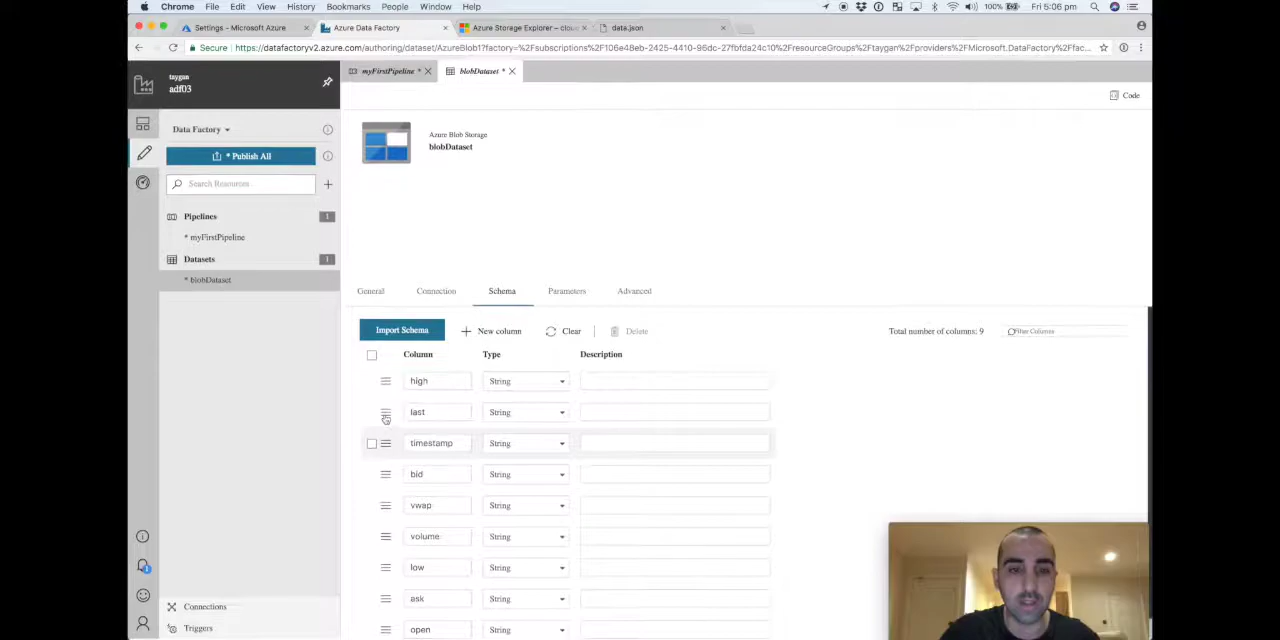 Chrome File Edit View History Bookmarks People Window Help 100% Fri 5:06 pm
Settings - Microsoft Azure Azure Data Factory Azure Storage Explorer – clou data.json
Secure https://datafactoryv2.azure.com/authoring/dataset/AzureBlob1?factory=%2Fsubscriptions%2F106e48eb-2425-4410-96dc-27fbfda24c10%2FresourceGroups%2Ftaygan%2Fproviders%2FMicrosoft.DataFactory%2Ffac...
taygan
adf03
myFirstPipeline *
blobDataset *
Code
Data Factory
* Publish All
Search Resources
Pipelines 1
* myFirstPipeline
Datasets 1
* blobDataset
Connections
Triggers
Azure Blob Storage
blobDataset
General Connection Schema Parameters Advanced
Import Schema New column Clear Delete Total number of columns: 9 Filter Columns
Column Type Description
high String
last String
timestamp String
bid String
vwap String
volume String
low String
ask String
open String